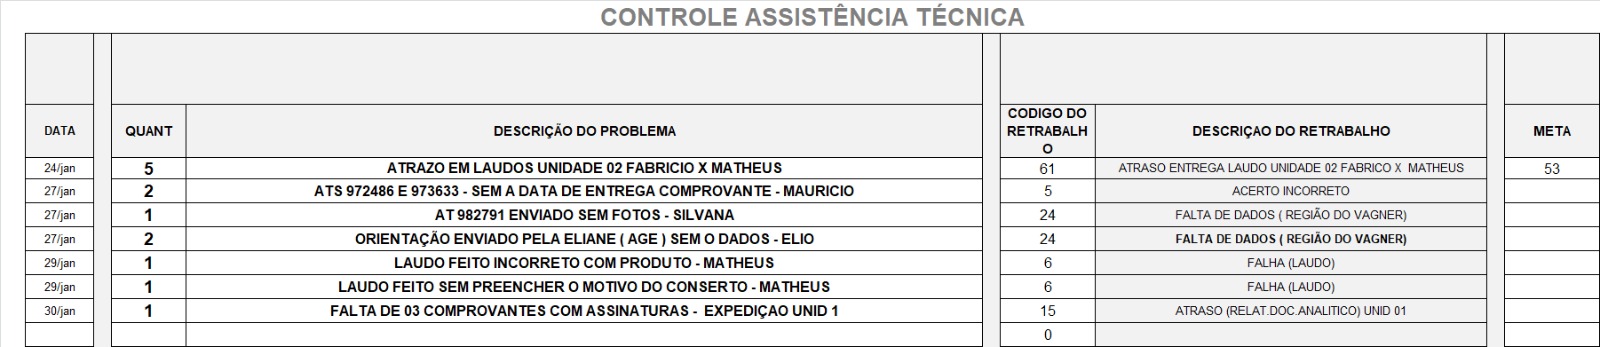 CONTROLE ASSISTÊNCIA TÉCNICA
DATA QUANT DESCRIÇÃO DO PROBLEMA CODIGO DO RETRABALHO DESCRIÇAO DO RETRABALHO META
24/jan 5 ATRAZO EM LAUDOS UNIDADE 02 FABRICIO X MATHEUS 61 ATRASO ENTREGA LAUDO UNIDADE 02 FABRICO X MATHEUS 53
27/jan 2 ATS 972486 E 973633 - SEM A DATA DE ENTREGA COMPROVANTE - MAURICIO 5 ACERTO INCORRETO
27/jan 1 AT 982791 ENVIADO SEM FOTOS - SILVANA 24 FALTA DE DADOS ( REGIÃO DO VAGNER)
27/jan 2 ORIENTAÇÃO ENVIADO PELA ELIANE ( AGE ) SEM O DADOS - ELIO 24 FALTA DE DADOS ( REGIÃO DO VAGNER)
29/jan 1 LAUDO FEITO INCORRETO COM PRODUTO - MATHEUS 6 FALHA (LAUDO)
29/jan 1 LAUDO FEITO SEM PREENCHER O MOTIVO DO CONSERTO - MATHEUS 6 FALHA (LAUDO)
30/jan 1 FALTA DE 03 COMPROVANTES COM ASSINATURAS - EXPEDIÇAO UNID 1 15 ATRASO (RELAT.DOC.ANALITICO) UNID 01
0